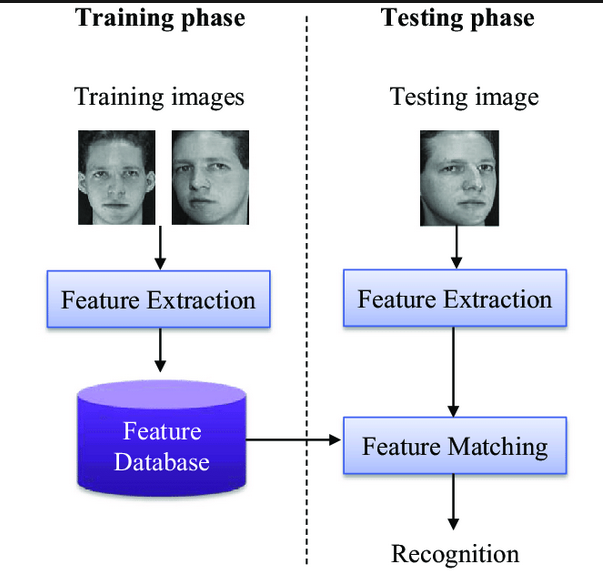 Training phase
Testing phase
Training images
Testing image
Feature Extraction
Feature Extraction
Feature
Database
Feature Matching
Recognition